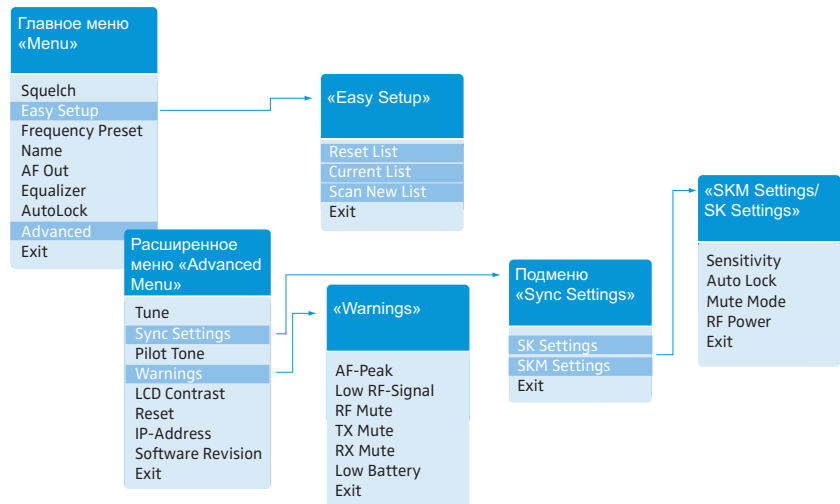 Главное меню
«Menu»
Squelch
Easy Setup
Frequency Preset
Name
AF Out
Equalizer
AutoLock
Advanced
Exit
«Easy Setup»
Reset List
Current List
Scan New List
Exit
Расширенное
меню «Advanced
Menu»
Tune
Sync Settings
Pilot Tone
Warnings
LCD Contrast
Reset
IP-Address
Software Revision
Exit
«Warnings»
AF-Peak
Low RF-Signal
RF Mute
TX Mute
RX Mute
Low Battery
Exit
Подменю
«Sync Settings»
SK Settings
SKM Settings
Exit
«SKM Settings/
SK Settings»
Sensitivity
Auto Lock
Mute Mode
RF Power
Exit